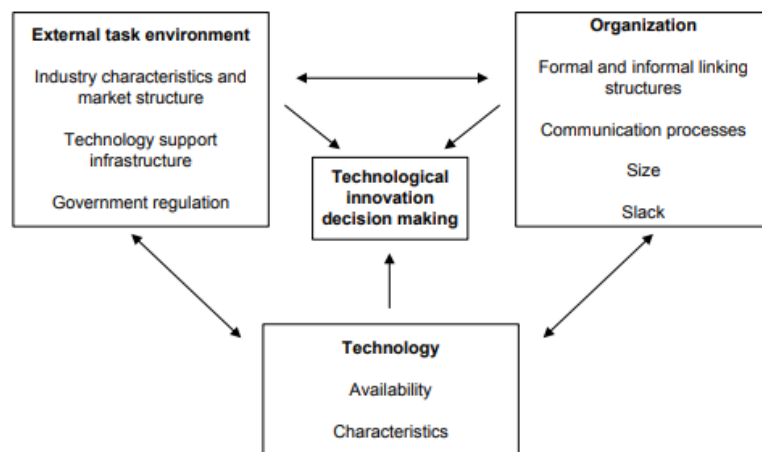 External task environment
Industry characteristics and
market structure
Technology support
infrastructure
Government regulation
Organization
Formal and informal linking
structures
Communication processes
Size
Slack
Technological
innovation
decision making
Technology
Availability
Characteristics